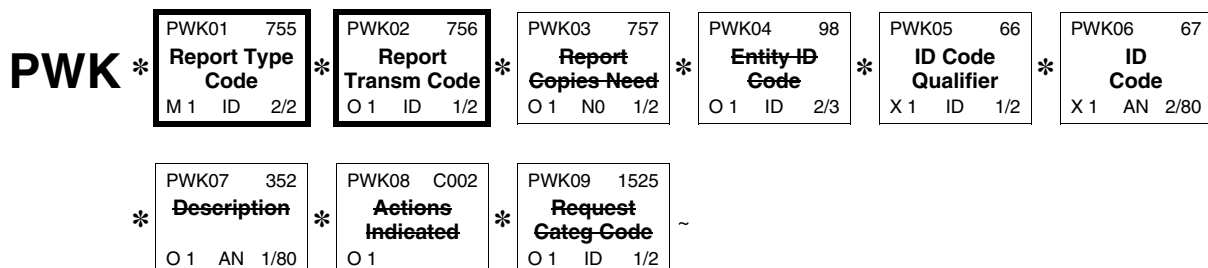 PWK * PWK01 755 * PWK02 756 * PWK03 757 * PWK04 98 * PWK05 66 * PWK06 67
Report Type Code
Report Transm Code
Report Copies Need
Entity ID Code
ID Code Qualifier
ID Code
M 1 ID 2/2
O 1 ID 1/2
O 1 N0 1/2
O 1 ID 2/3
X 1 ID 1/2
X 1 AN 2/80
* PWK07 352 * PWK08 C002 * PWK09 1525 ~
Description
Actions Indicated
Request Categ Code
O 1 AN 1/80
O 1
O 1 ID 1/2